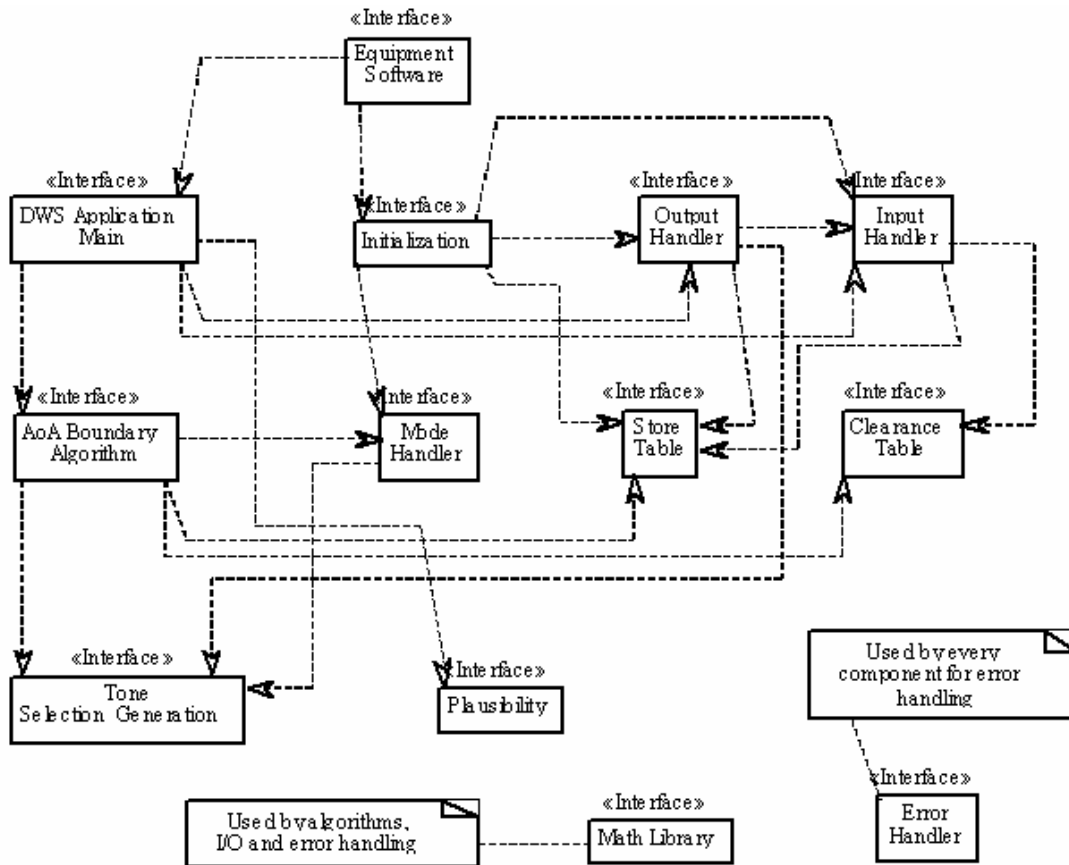 «Interface»
Equipment
Software
«Interface»
DWS Application
Main
«Interface»
Initialization
«Interface»
Output
Handler
«Interface»
Input
Handler
«Interface»
AoA Boundary
Algorithm
Mode
Handler
«Interface»
Store
Table
«Interface»
Clearance
Table
«Interface»
Tone
Selection Generation
«Interface»
Plausibility
Used by every
component for error
handling
«Interface»
Error
Handler
Used by algorithms,
I/O and error handling
«Interface»
Math Library